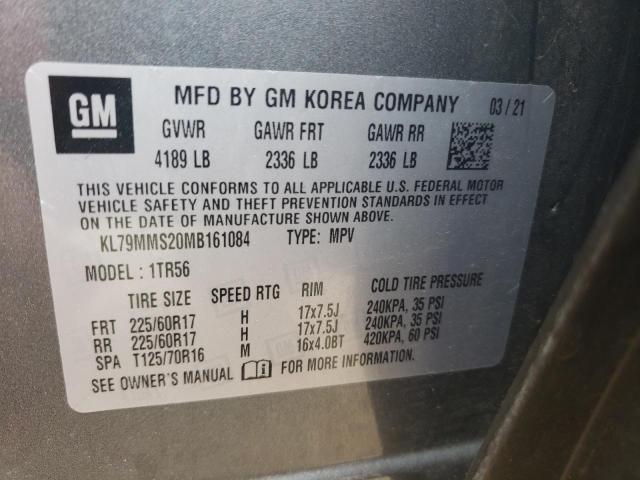 GM
MFD BY GM KOREA COMPANY 03/21
GVWR GAWR FRT GAWR RR
4189 LB 2336 LB 2336 LB
THIS VEHICLE CONFORMS TO ALL APPLICABLE U.S. FEDERAL MOTOR
VEHICLE SAFETY AND THEFT PREVENTION STANDARDS IN EFFECT
ON THE DATE OF MANUFACTURE SHOWN ABOVE.
KL79MMS20MB161084 TYPE: MPV
MODEL: 1TR56
TIRE SIZE SPEED RTG RIM COLD TIRE PRESSURE
FRT 225/60R17 H 17x7.5J 240KPA, 35 PSI
RR 225/60R17 H 17x7.5J 240KPA, 35 PSI
SPA T125/70R16 M 16x4.0BT 420KPA, 60 PSI
SEE OWNER'S MANUAL FOR MORE INFORMATION.